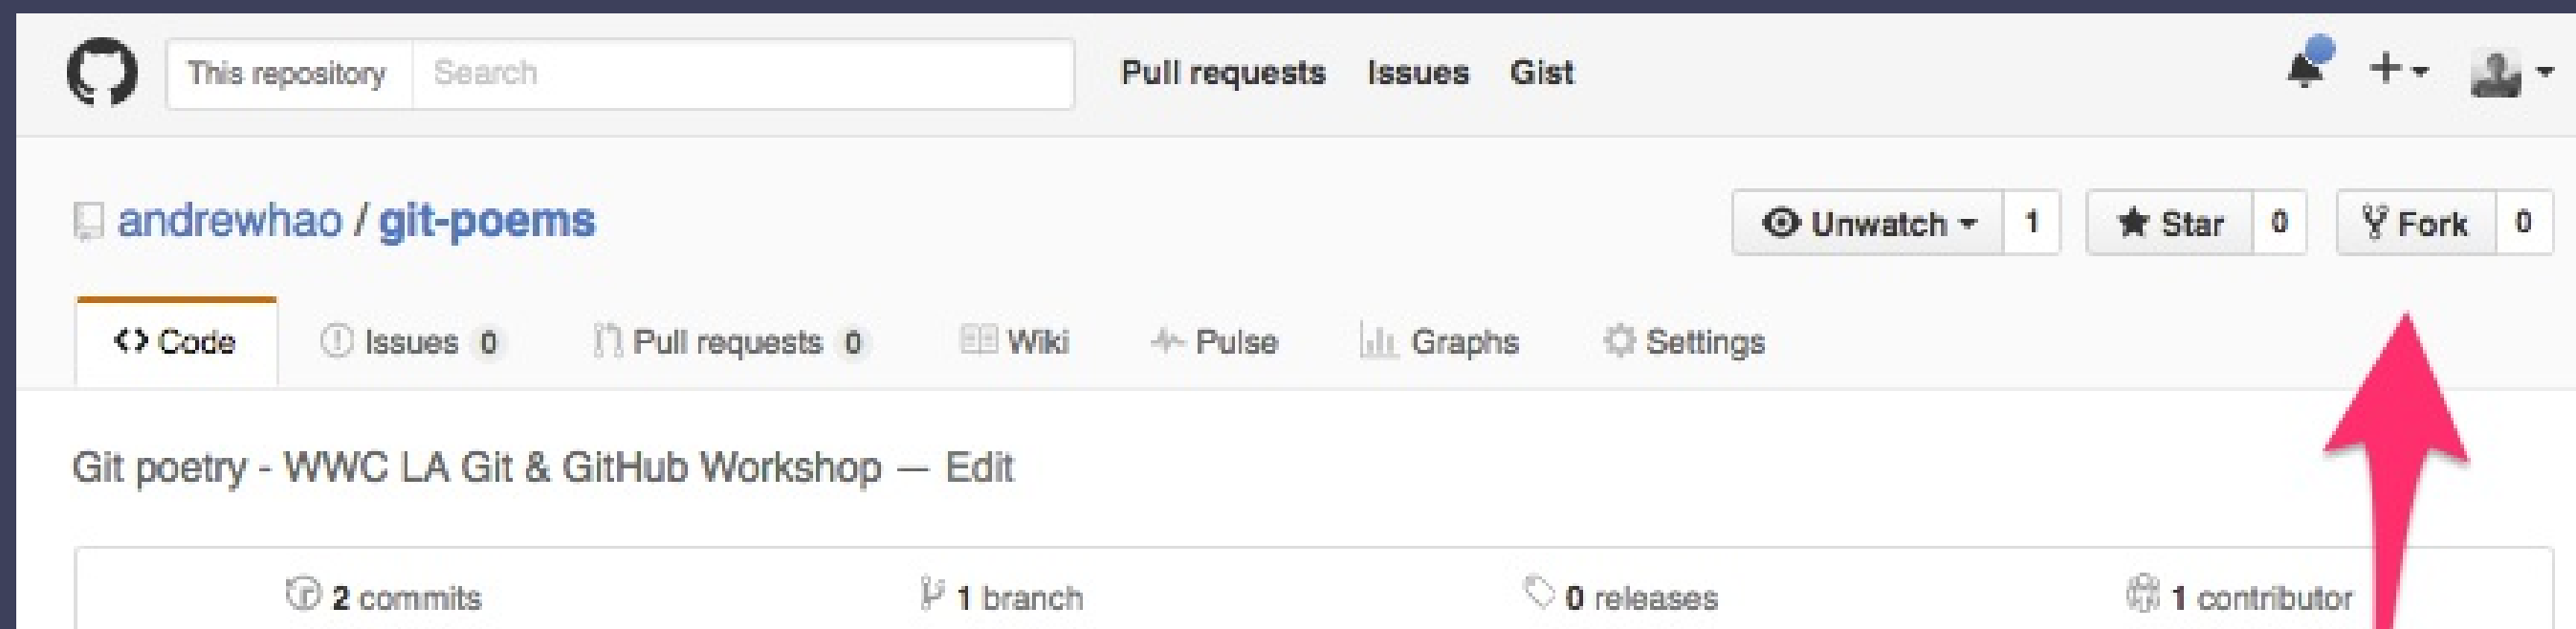 This repository Search Pull requests Issues Gist
andrewhao / git-poems Unwatch 1 Star 0 Fork 0
Code Issues 0 Pull requests 0 Wiki Pulse Graphs Settings
Git poetry - WWC LA Git & GitHub Workshop — Edit
2 commits 1 branch 0 releases 1 contributor